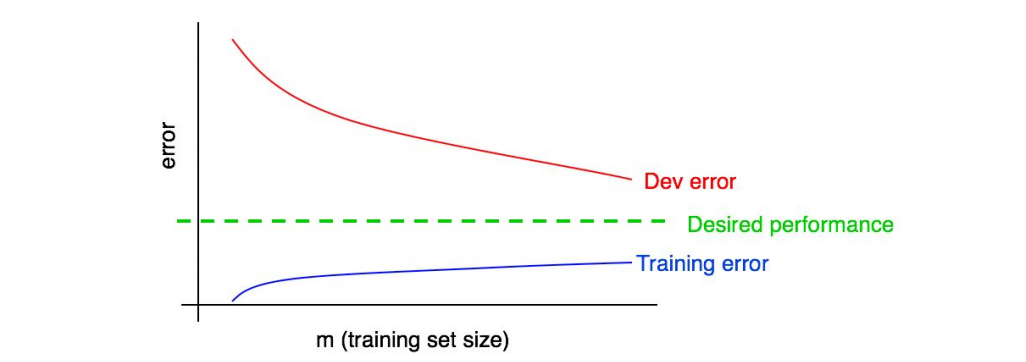 error
Dev error
Desired performance
Training error
m (training set size)